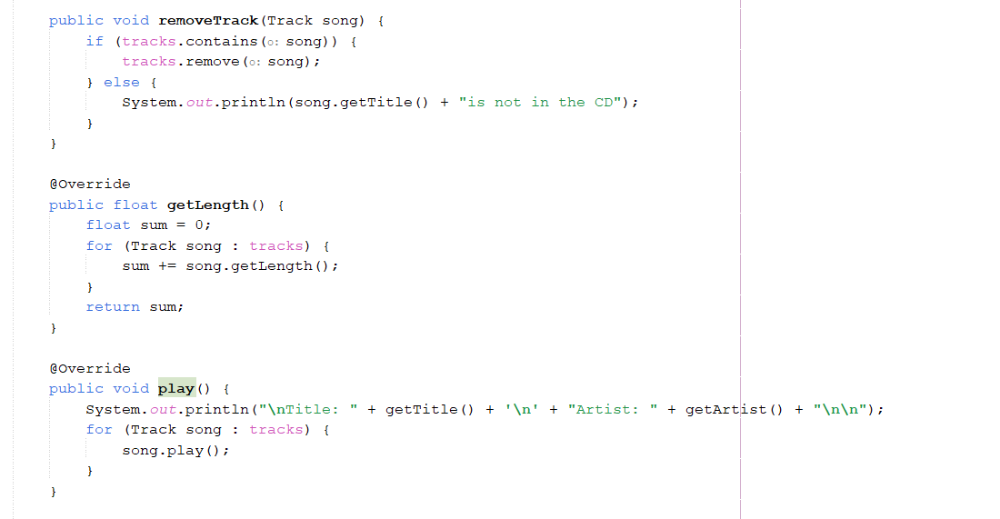 public void removeTrack(Track song) {
if (tracks.contains(o: song)) {
tracks.remove(o: song);
} else {
System.out.println(song.getTitle() + "is not in the CD");
}
}
@Override
public float getLength() {
float sum = 0;
for (Track song : tracks) {
sum += song.getLength();
}
return sum;
}
@Override
public void play() {
System.out.println("\nTitle: " + getTitle() + '\n' + "Artist: " + getArtist() + "\n\n");
for (Track song : tracks) {
song.play();
}
}